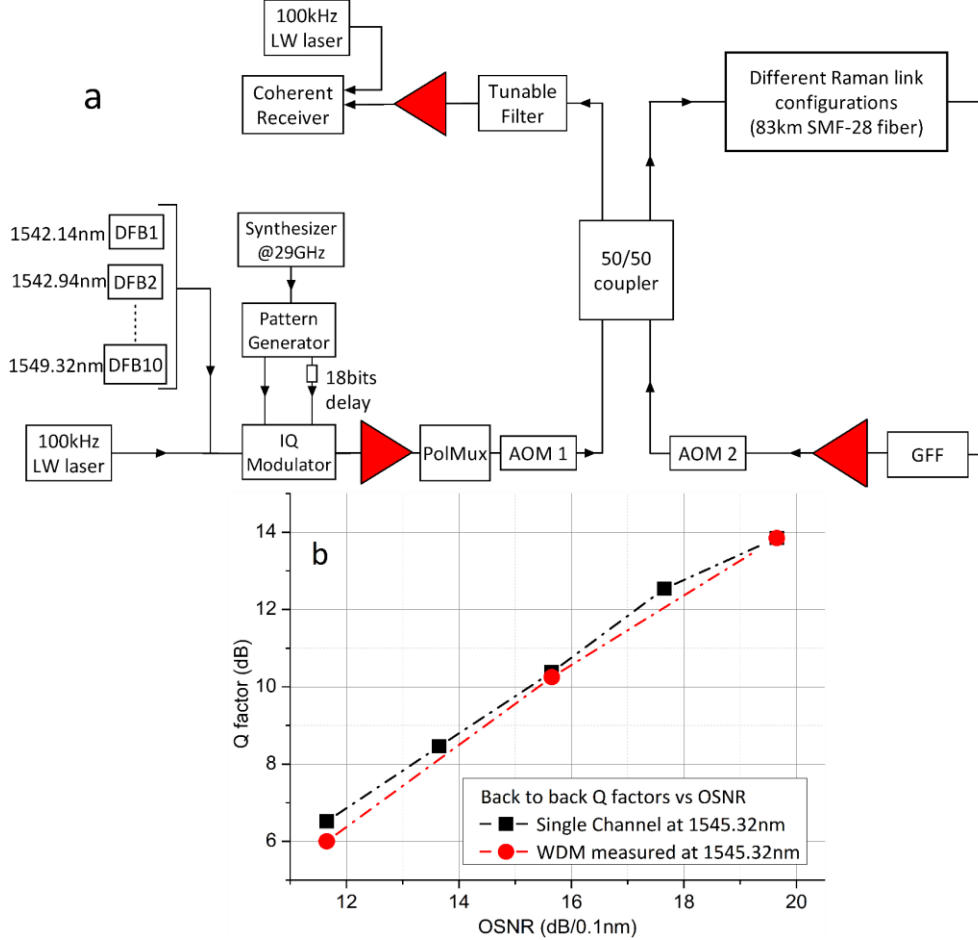 a
100kHz
LW laser
Coherent
Receiver
Tunable
Filter
Different Raman link
configurations
(83km SMF-28 fiber)
1542.14nm
DFB1
1542.94nm
DFB2
1549.32nm
DFB10
Synthesizer
@29GHz
Pattern
Generator
18bits
delay
50/50
coupler
100kHz
LW laser
IQ
Modulator
PolMux
AOM 1
AOM 2
GFF
b
14
12
10
8
6
Q factor (dB)
Back to back Q factors vs OSNR
Single Channel at 1545.32nm
WDM measured at 1545.32nm
12
14
16
18
20
OSNR (dB/0.1nm)